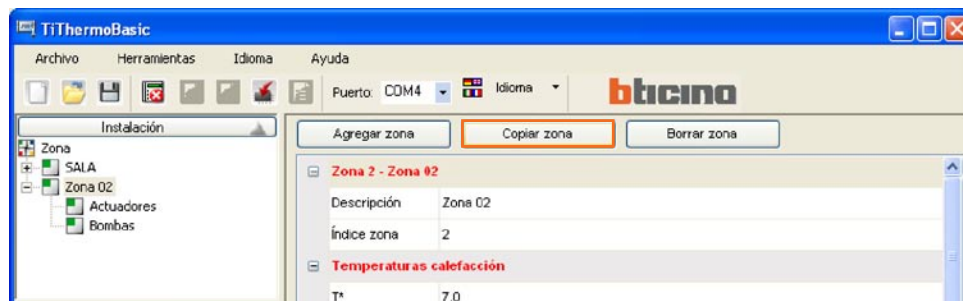 TiThermoBasic
Archivo Herramientas Idioma Ayuda
Puerto: COM4 Idioma bticino
Instalación
Agregar zona Copiar zona Borrar zona
Zona
SALA
Zona 02
Actuadores
Bombas
Zona 2 - Zona 02
Descripción Zona 02
Índice zona 2
Temperaturas calefacción
T* 7.0